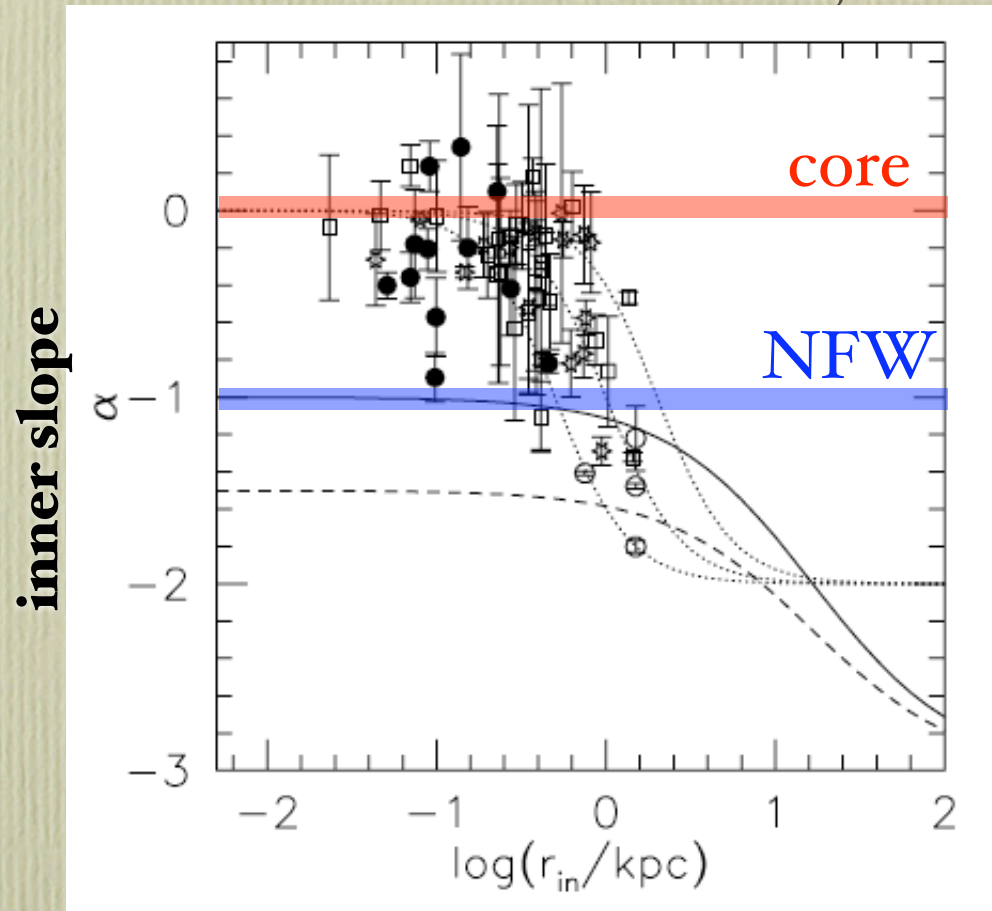 core
0
NFW
−1
α
inner slope
−2
−3
−2 −1 0 1 2
log(r_in/kpc)